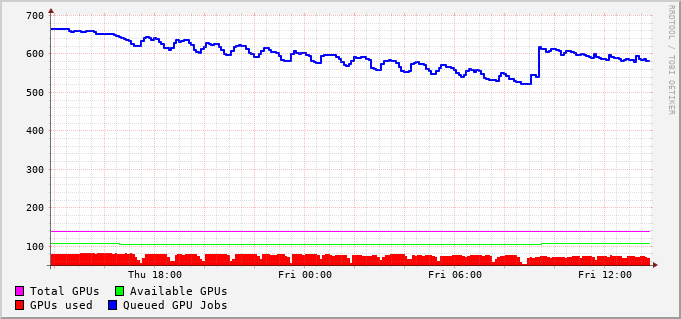 700
600
500
400
300
200
100
Thu 18:00 Fri 00:00 Fri 06:00 Fri 12:00
Total GPUs Available GPUs
GPUs used Queued GPU Jobs
RRDTOOL / TOBI OETIKER